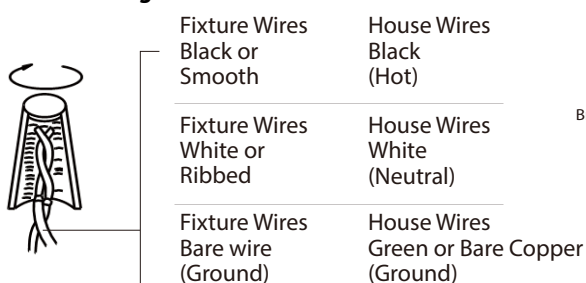 Fixture Wires House Wires
Black or Black
Smooth (Hot)
Fixture Wires House Wires
White or White
Ribbed (Neutral)
B
Fixture Wires House Wires
Bare wire Green or Bare Copper
(Ground) (Ground)